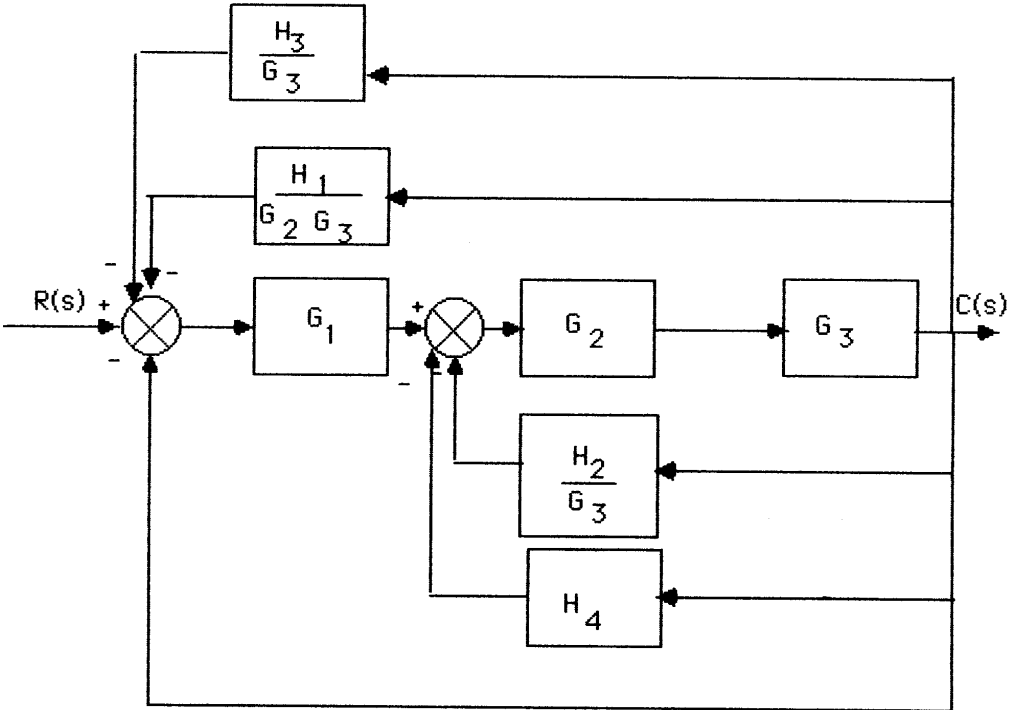 H3
G3
H1
G2 G3
- -
R(s) +
G1
+
G2
G3
C(s)
-
- -
H2
G3
H4